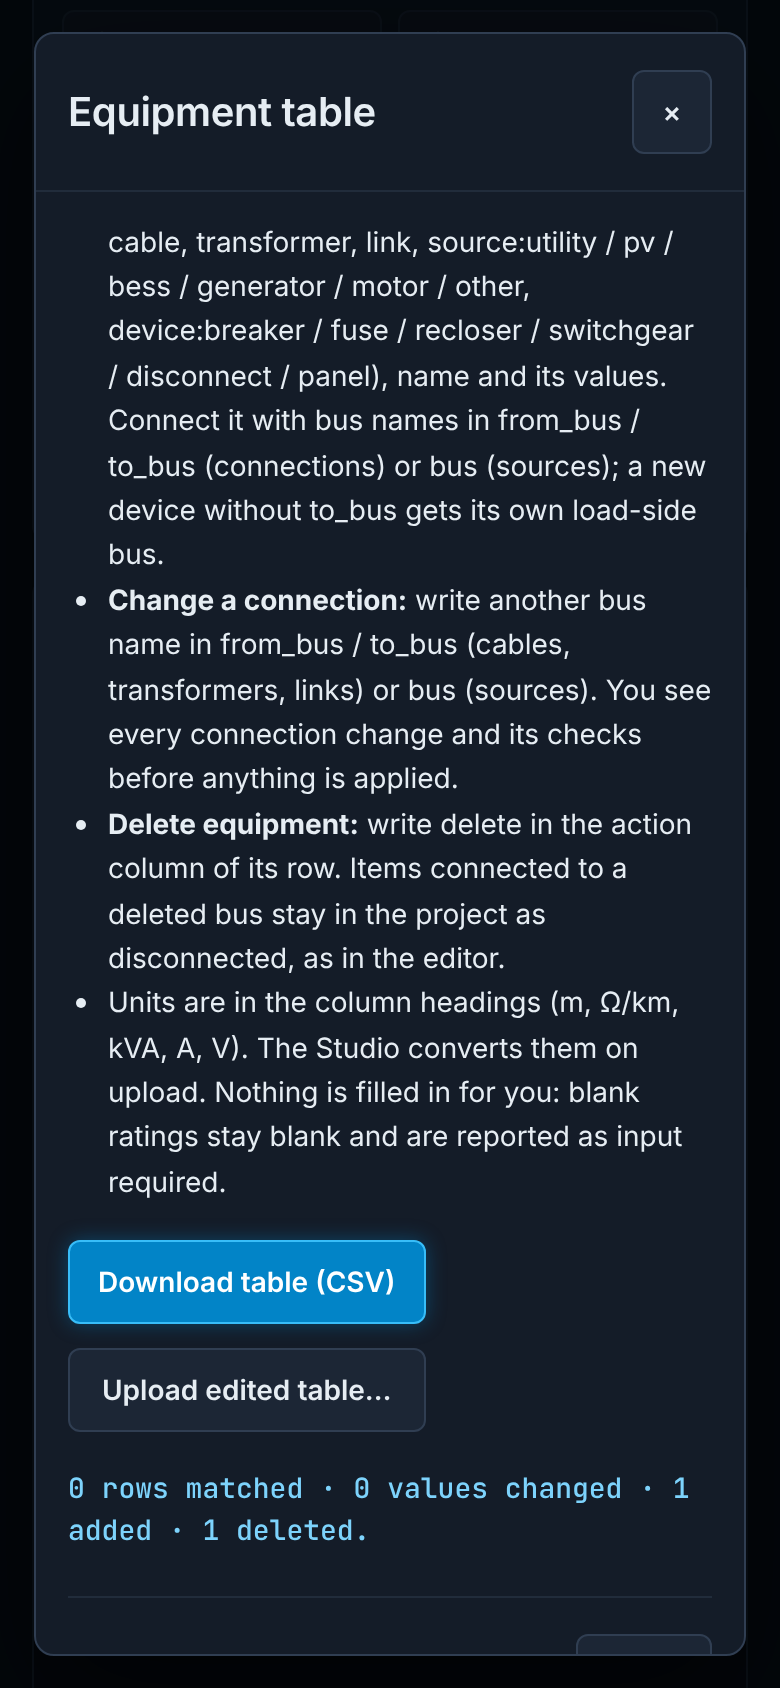 Equipment table
×
cable, transformer, link, source:utility / pv /
bess / generator / motor / other,
device:breaker / fuse / recloser / switchgear
/ disconnect / panel), name and its values.
Connect it with bus names in from_bus /
to_bus (connections) or bus (sources); a new
device without to_bus gets its own load-side
bus.
• Change a connection: write another bus
name in from_bus / to_bus (cables,
transformers, links) or bus (sources). You see
every connection change and its checks
before anything is applied.
• Delete equipment: write delete in the action
column of its row. Items connected to a
deleted bus stay in the project as
disconnected, as in the editor.
• Units are in the column headings (m, Ω/km,
kVA, A, V). The Studio converts them on
upload. Nothing is filled in for you: blank
ratings stay blank and are reported as input
required.
Download table (CSV)
Upload edited table...
0 rows matched · 0 values changed · 1
added · 1 deleted.